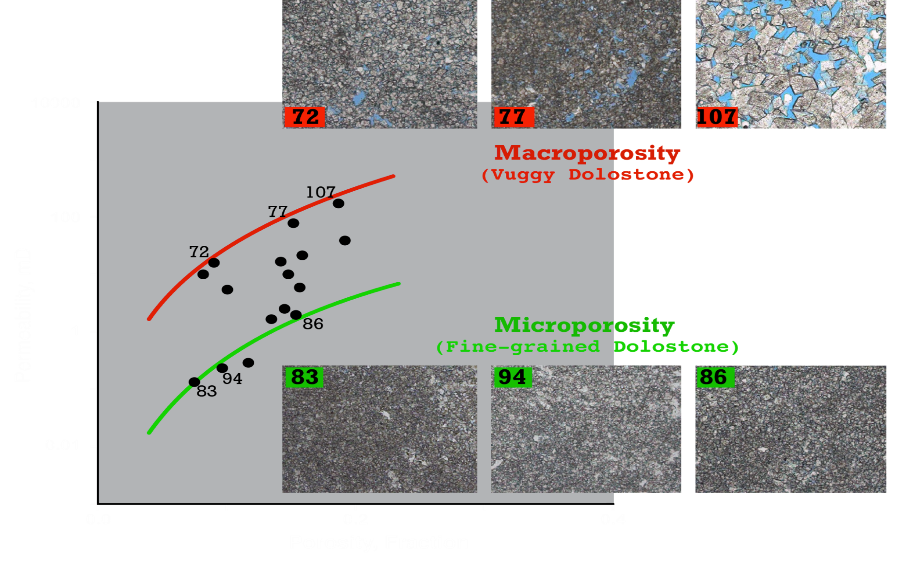 72 77 107
Macroporosity
(Vuggy Dolostone)
107
77
72
86
Microporosity
(Fine-grained Dolostone)
94
83
83 94 86